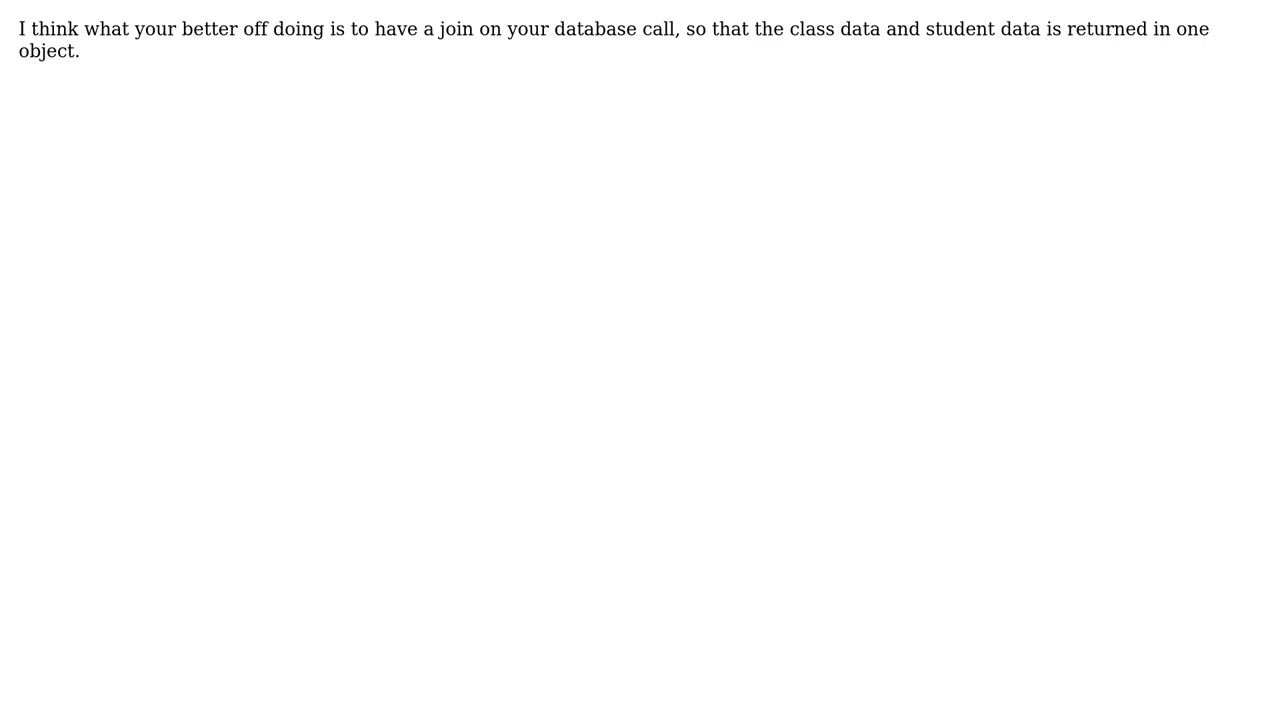 I think what your better off doing is to have a join on your database call, so that the class data and student data is returned in one
object.